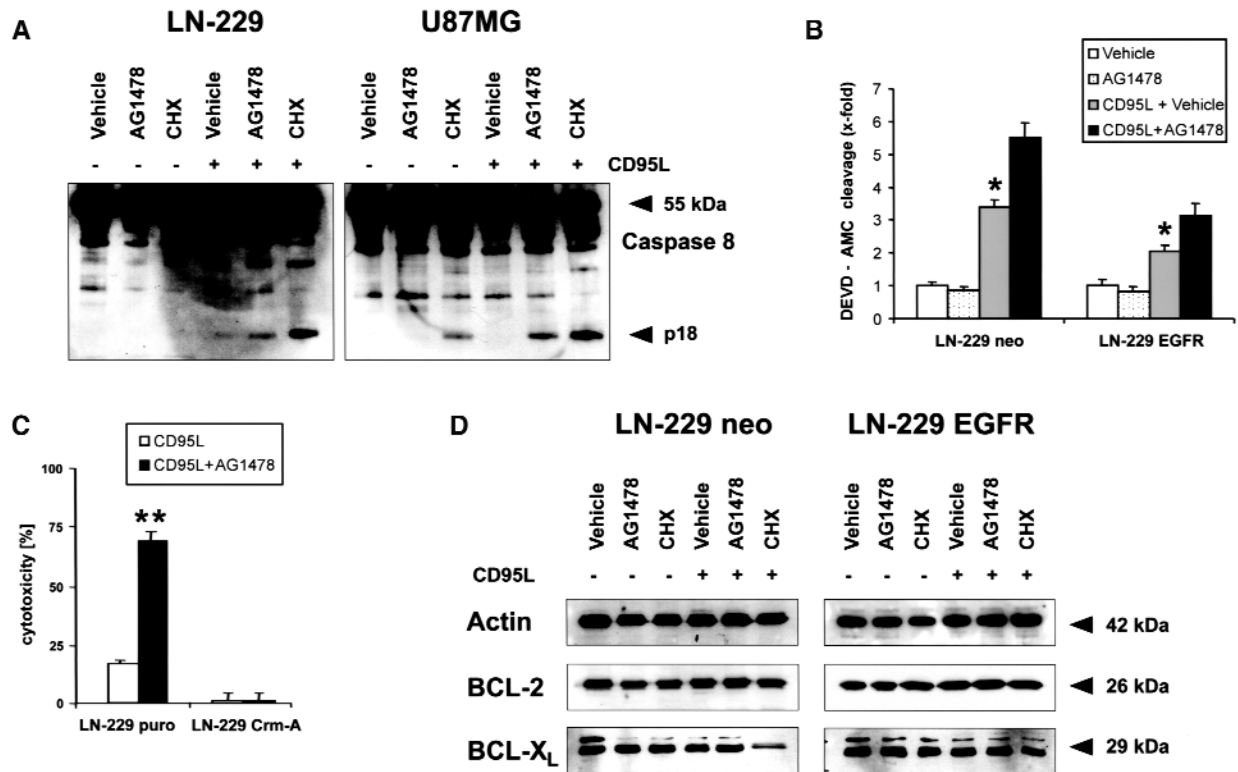 A
LN-229
U87MG
Vehicle
AG1478
CHX
Vehicle
AG1478
CHX
Vehicle
AG1478
CHX
Vehicle
AG1478
CHX
- - - + + + - - - + + + CD95L
55 kDa
Caspase 8
p18
B
Vehicle
AG1478
CD95L + Vehicle
CD95L+AG1478
DEVD - AMC cleavage (x-fold)
7
6
5
4
3
2
1
0
*
*
LN-229 neo
LN-229 EGFR
C
CD95L
CD95L+AG1478
cytotoxicity [%]
100
75
50
25
0
**
LN-229 puro
LN-229 Crm-A
D
LN-229 neo
LN-229 EGFR
Vehicle
AG1478
CHX
Vehicle
AG1478
CHX
Vehicle
AG1478
CHX
Vehicle
AG1478
CHX
CD95L - - - + + + - - - + + +
Actin
42 kDa
BCL-2
26 kDa
BCL-XL
29 kDa